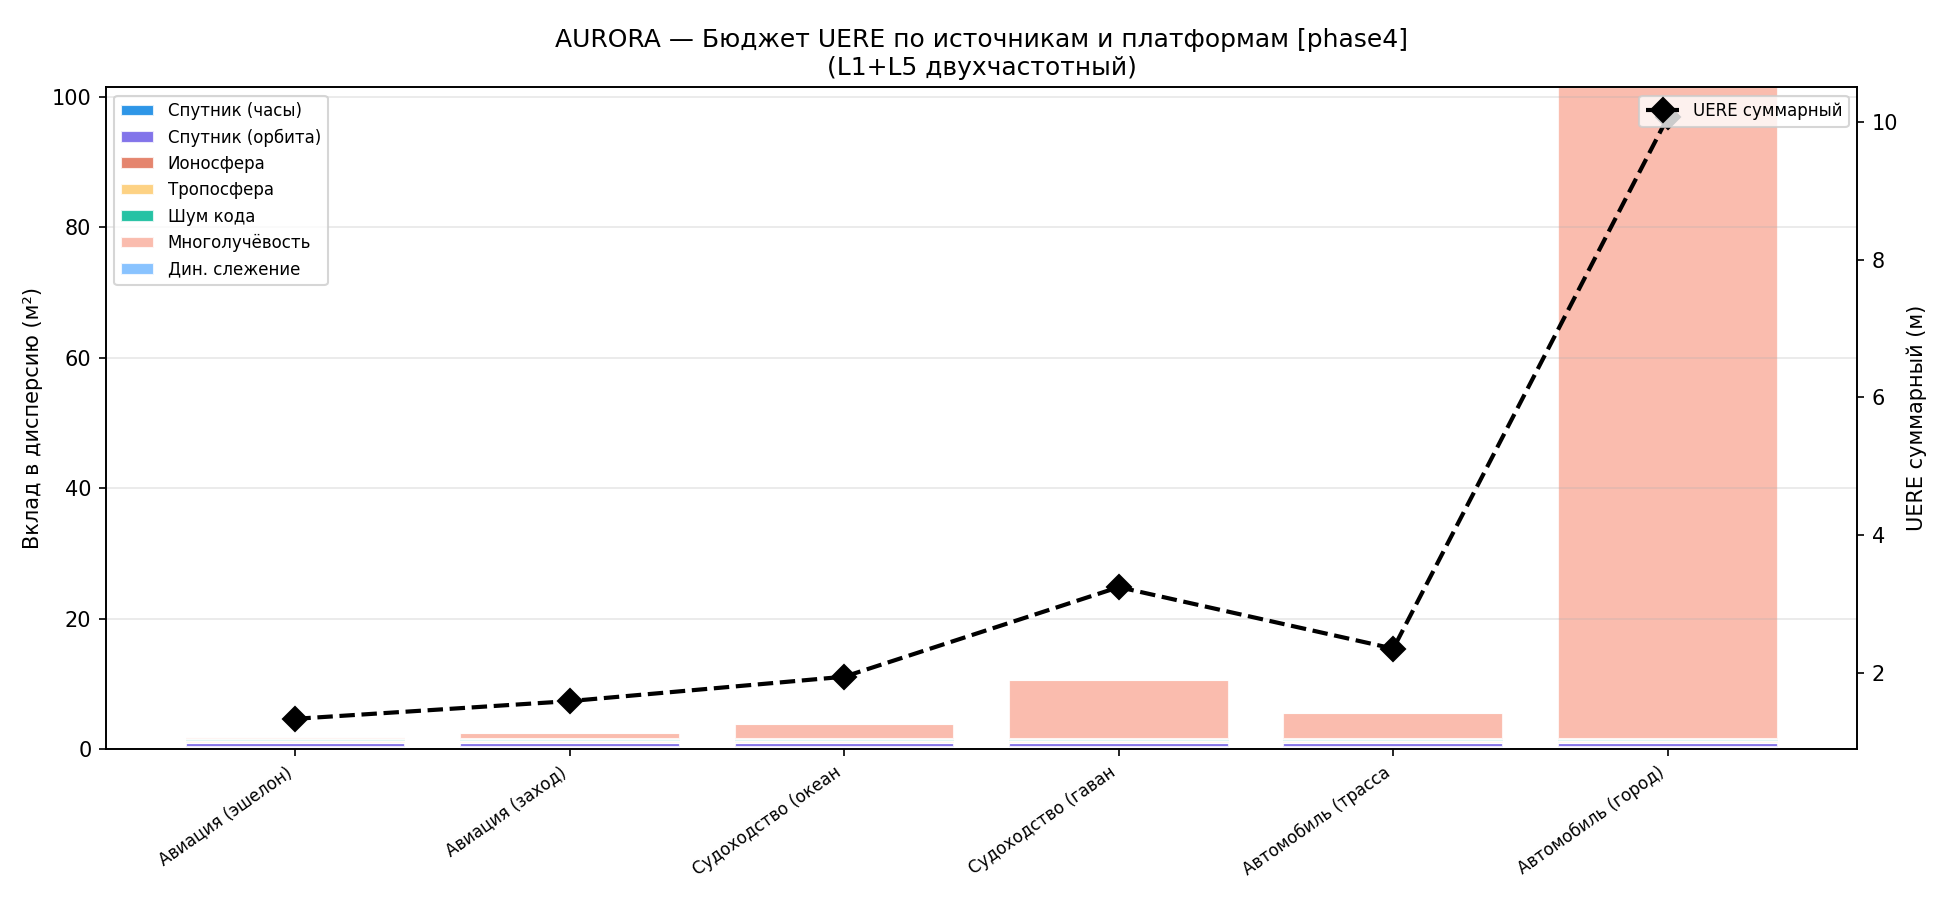 AURORA — Бюджет UERE по источникам и платформам [phase4]
(L1+L5 двухчастотный)
Спутник (часы)
Спутник (орбита)
Ионосфера
Тропосфера
Шум кода
Многолучёвость
Дин. слежение
UERE суммарный
Вклад в дисперсию (м²)
100
80
60
40
20
0
10
8
6
4
2
UERE суммарный (м)
Авиация (эшелон)
Авиация (заход)
Судоходство (океан
Судоходство (гаван
Автомобиль (трасса
Автомобиль (город)